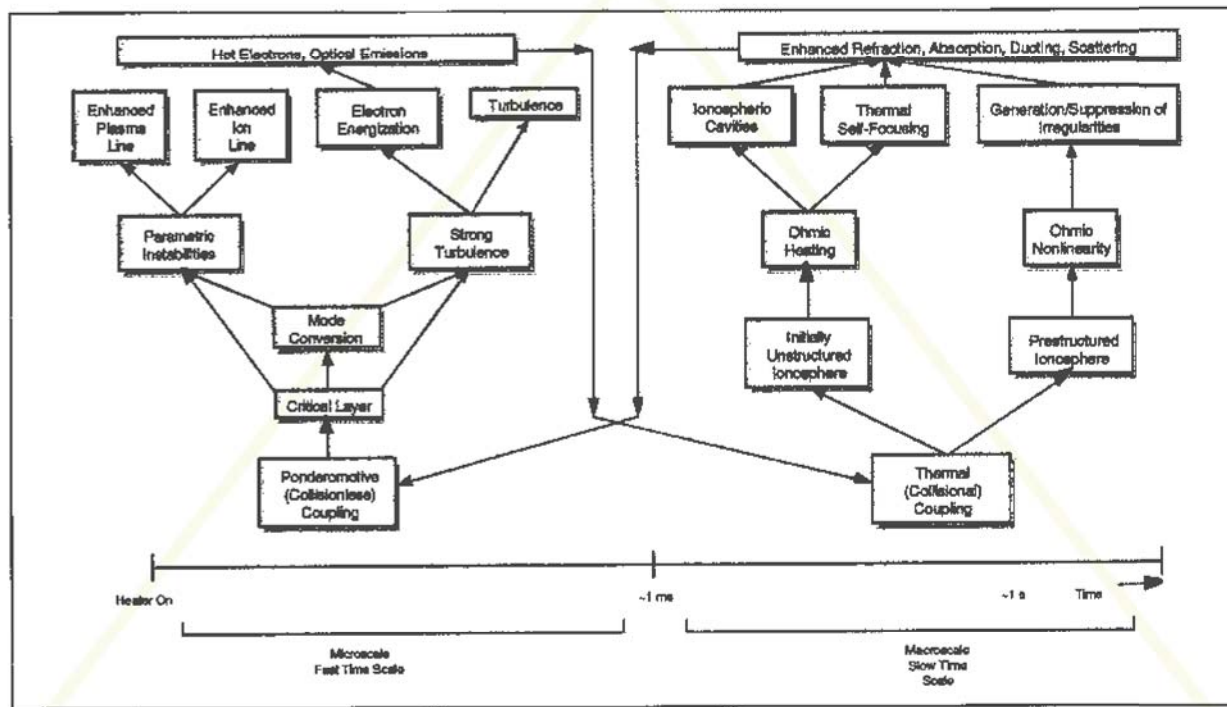 Hot Electrons, Optical Emissions
Enhanced Refraction, Absorption, Ducting, Scattering
Enhanced
Plasma
Line
Enhanced
Ion
Line
Electron
Energization
Turbulence
Ionospheric
Cavities
Thermal
Self-Focusing
Generation/Suppression of
Irregularities
Parametric
Instabilities
Strong
Turbulence
Ohmic
Heating
Ohmic
Nonlinearity
Mode
Conversion
Initially
Unstructured
Ionosphere
Prestructured
Ionosphere
Critical Layer
Ponderomotive
(Collisionless)
Coupling
Thermal
(Collisional)
Coupling
Heater On
~1 ms
~1 s
Time
Microscale
Fast Time Scale
Macroscale
Slow Time
Scale